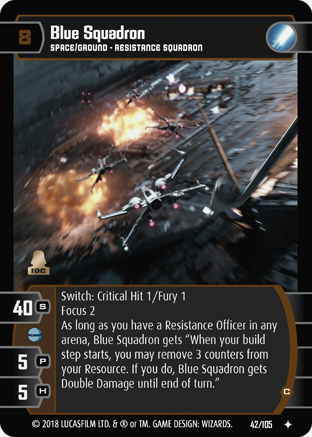 8
Blue Squadron
SPACE/GROUND - RESISTANCE SQUADRON
IDC
40 S
5 P
5 H
Switch: Critical Hit 1/Fury 1
Focus 2
As long as you have a Resistance Officer in any
arena, Blue Squadron gets “When your build
step starts, you may remove 3 counters from
your Resource. If you do, Blue Squadron gets
Double Damage until end of turn.”
C
© 2018 LUCASFILM LTD. & ® or TM. GAME DESIGN: WIZARDS. 42/105